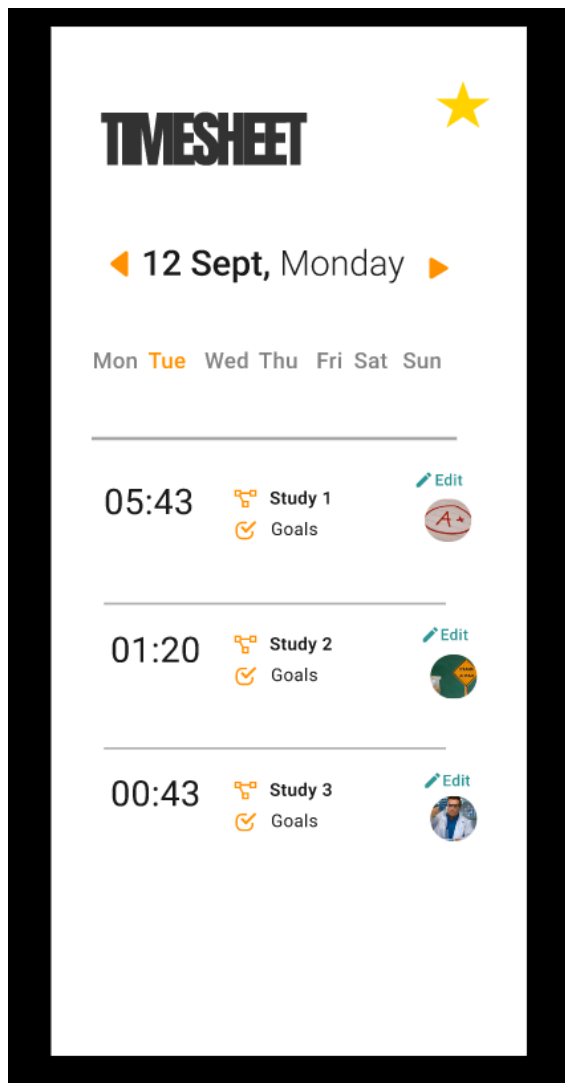 TIMESHEET
12 Sept, Monday
Mon Tue Wed Thu Fri Sat Sun
Edit
05:43 Study 1
A+
Goals
Edit
01:20 Study 2
Goals
Edit
00:43 Study 3
Goals